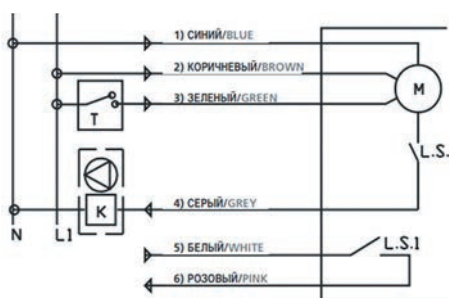 1) СИНИЙ/BLUE
2) КОРИЧНЕВЫЙ/BROWN
M
3) ЗЕЛЕНЫЙ/GREEN
T
L.S.
4) СЕРЫЙ/GREY
K
N L1
5) БЕЛЫЙ/WHITE
L.S.1
6) РОЗОВЫЙ/PINK